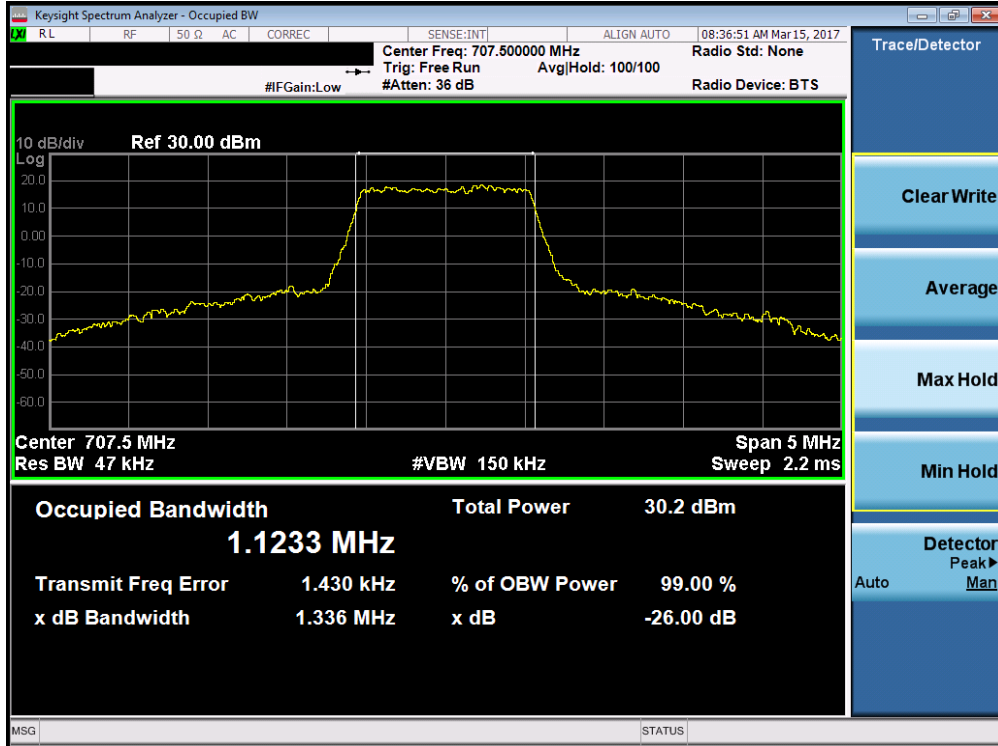 Keysight Spectrum Analyzer - Occupied BW
LXI RL RF 50 Ω AC CORREC SENSE:INT ALIGN AUTO 08:36:51 AM Mar 15, 2017
Center Freq: 707.500000 MHz Radio Std: None
Trig: Free Run Avg|Hold: 100/100
#IFGain:Low #Atten: 36 dB Radio Device: BTS
10 dB/div Ref 30.00 dBm
Log
20.0
10.0
0.00
-10.0
-20.0
-30.0
-40.0
-50.0
-60.0
Center 707.5 MHz Span 5 MHz
Res BW 47 kHz #VBW 150 kHz Sweep 2.2 ms
Occupied Bandwidth Total Power 30.2 dBm
1.1233 MHz
Transmit Freq Error 1.430 kHz % of OBW Power 99.00 %
x dB Bandwidth 1.336 MHz x dB -26.00 dB
MSG STATUS
Trace/Detector
Clear Write
Average
Max Hold
Min Hold
Detector
Peak▶
Auto Man